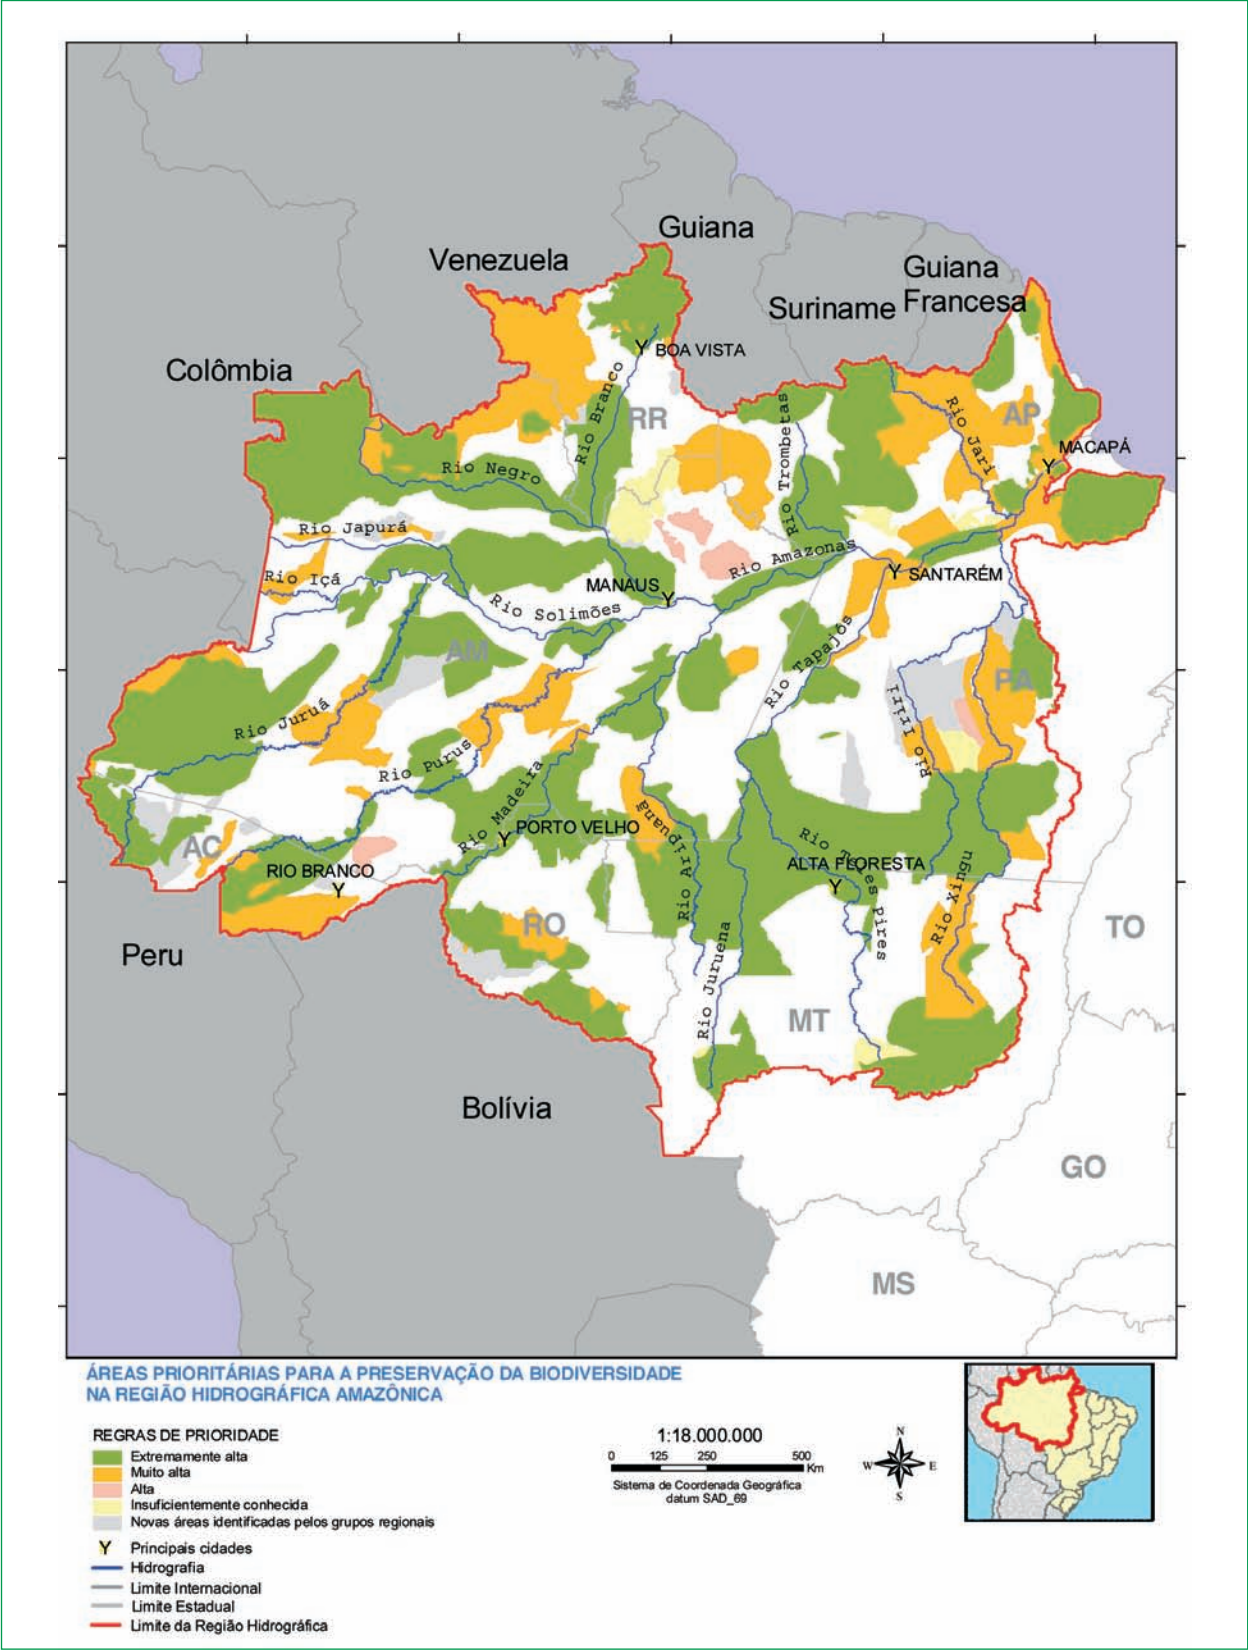 Guiana
Venezuela
Guiana
Francesa
Suriname
BOA VISTA
Colômbia
Rio Branco
RR
Rio Trombetas
Rio Jari
AP
MACAPÁ
Rio Negro
Rio Japurá
Rio Amazonas
Rio Içá
MANAUS
SANTARÉM
Rio Solimões
AM
Rio Tapajós
PA
Rio Iriri
Rio Juruá
Rio Purus
Rio Madeira
PORTO VELHO
Rio Aripuanã
AC
RIO BRANCO
Rio Teles Pires
ALTA FLORESTA
Rio Xingu
RO
TO
Peru
Rio Juruena
MT
Bolívia
GO
MS
ÁREAS PRIORITÁRIAS PARA A PRESERVAÇÃO DA BIODIVERSIDADE
NA REGIÃO HIDROGRÁFICA AMAZÔNICA
REGRAS DE PRIORIDADE
Extremamente alta
Muito alta
Alta
Insuficientemente conhecida
Novas áreas identificadas pelos grupos regionais
Y Principais cidades
Hidrografia
Limite Internacional
Limite Estadual
Limite da Região Hidrográfica
1:18.000.000
0 125 250 500
Km
Sistema de Coordenada Geográfica
datum SAD_69
N
W E
S